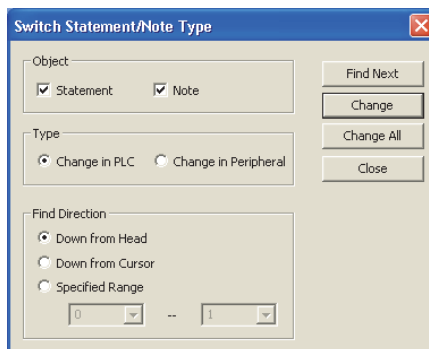 Switch Statement/Note Type
Object
Statement Note
Find Next
Change
Change All
Close
Type
Change in PLC Change in Peripheral
Find Direction
Down from Head
Down from Cursor
Specified Range
0 -- 1